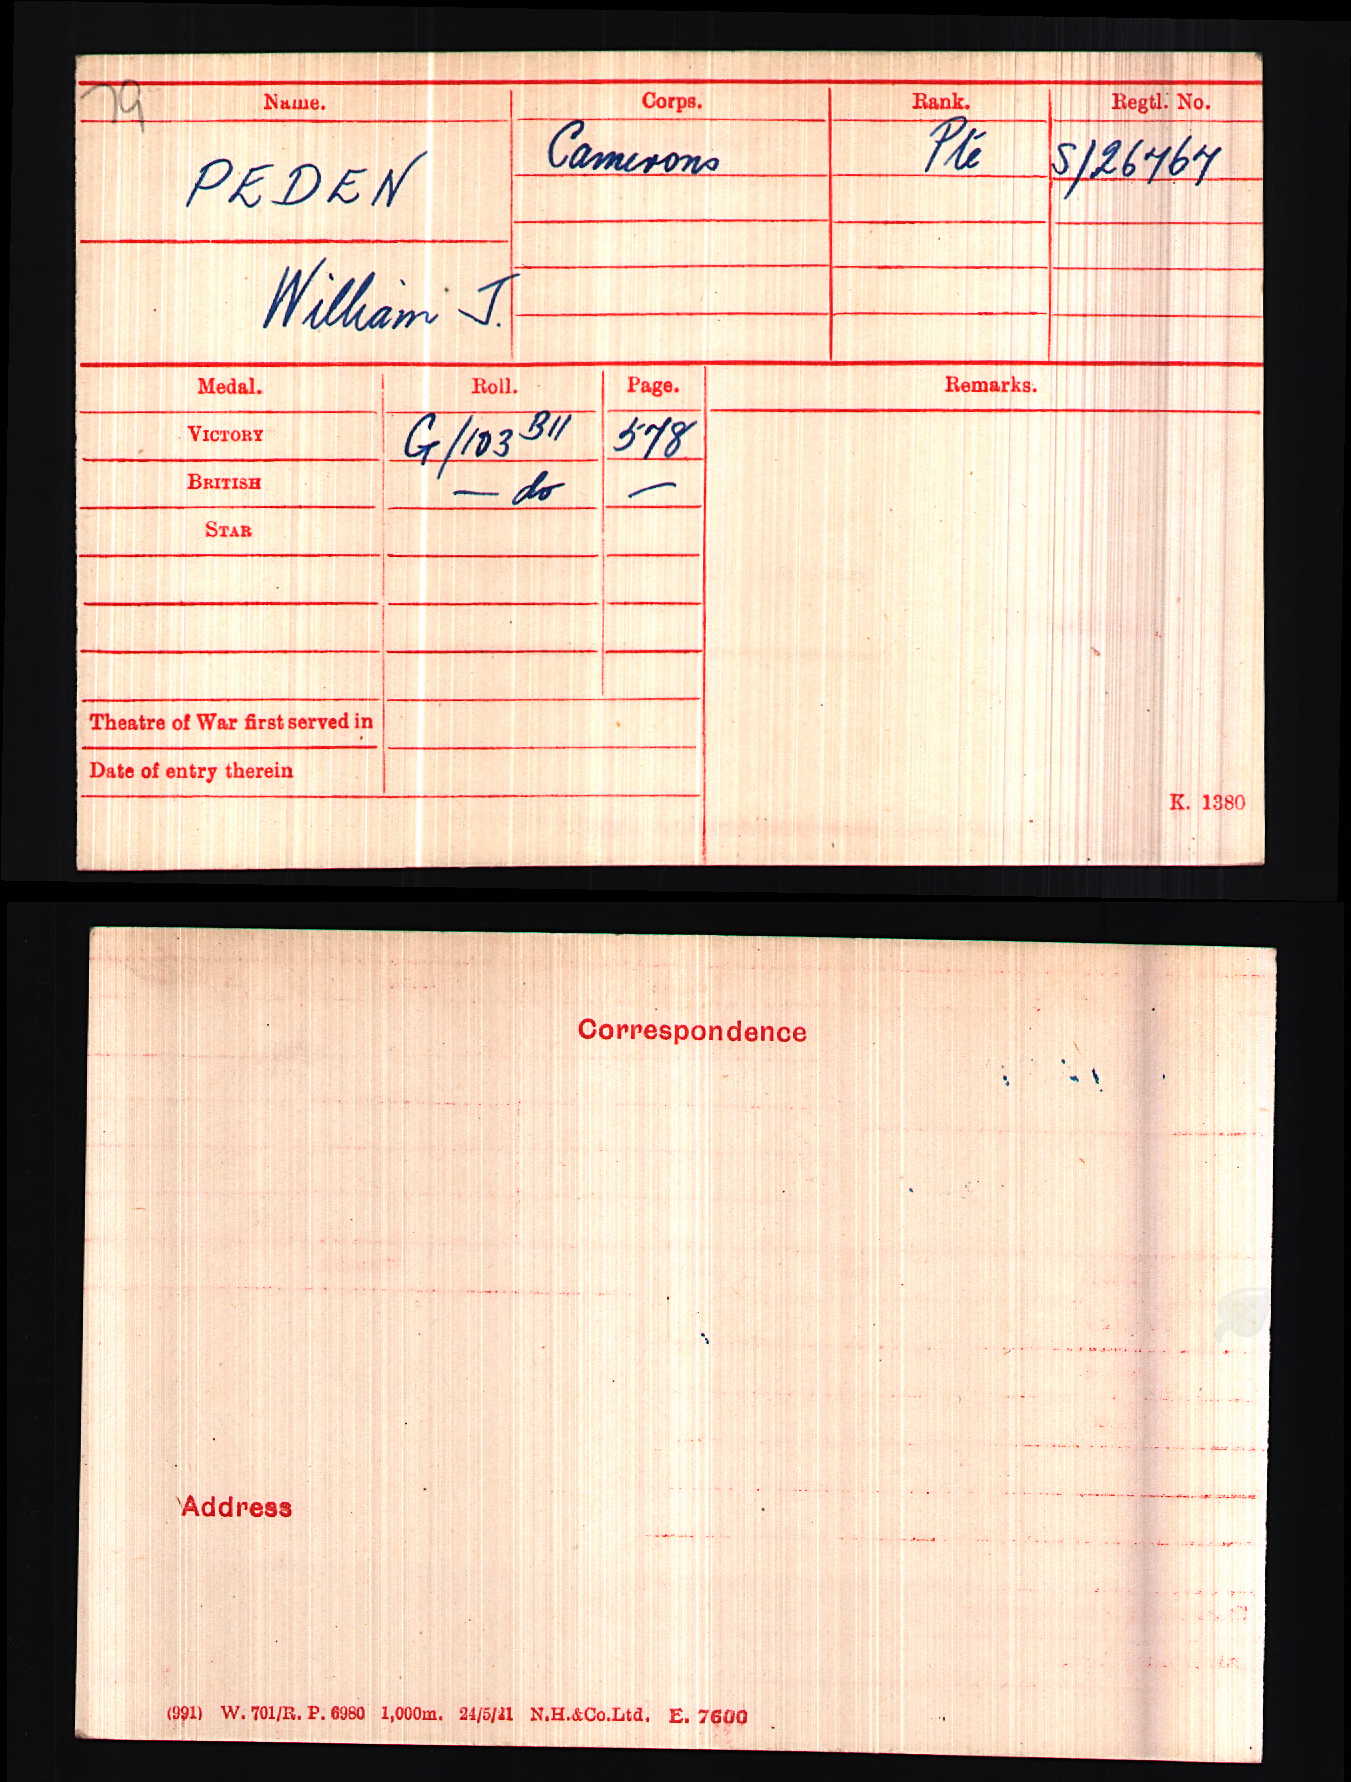 79
Name. Corps. Rank. Regtl. No.
PEDEN Camerons Pte S/26767
William J.
Medal. Roll. Page. Remarks.
VICTORY G/103 B11 578
BRITISH — do —
STAR
Theatre of War first served in
Date of entry therein
K. 1380
Correspondence
Address
(991) W. 701/R. P. 6980 1,000m. 24/5/21 N.H.&Co.Ltd. E. 7600